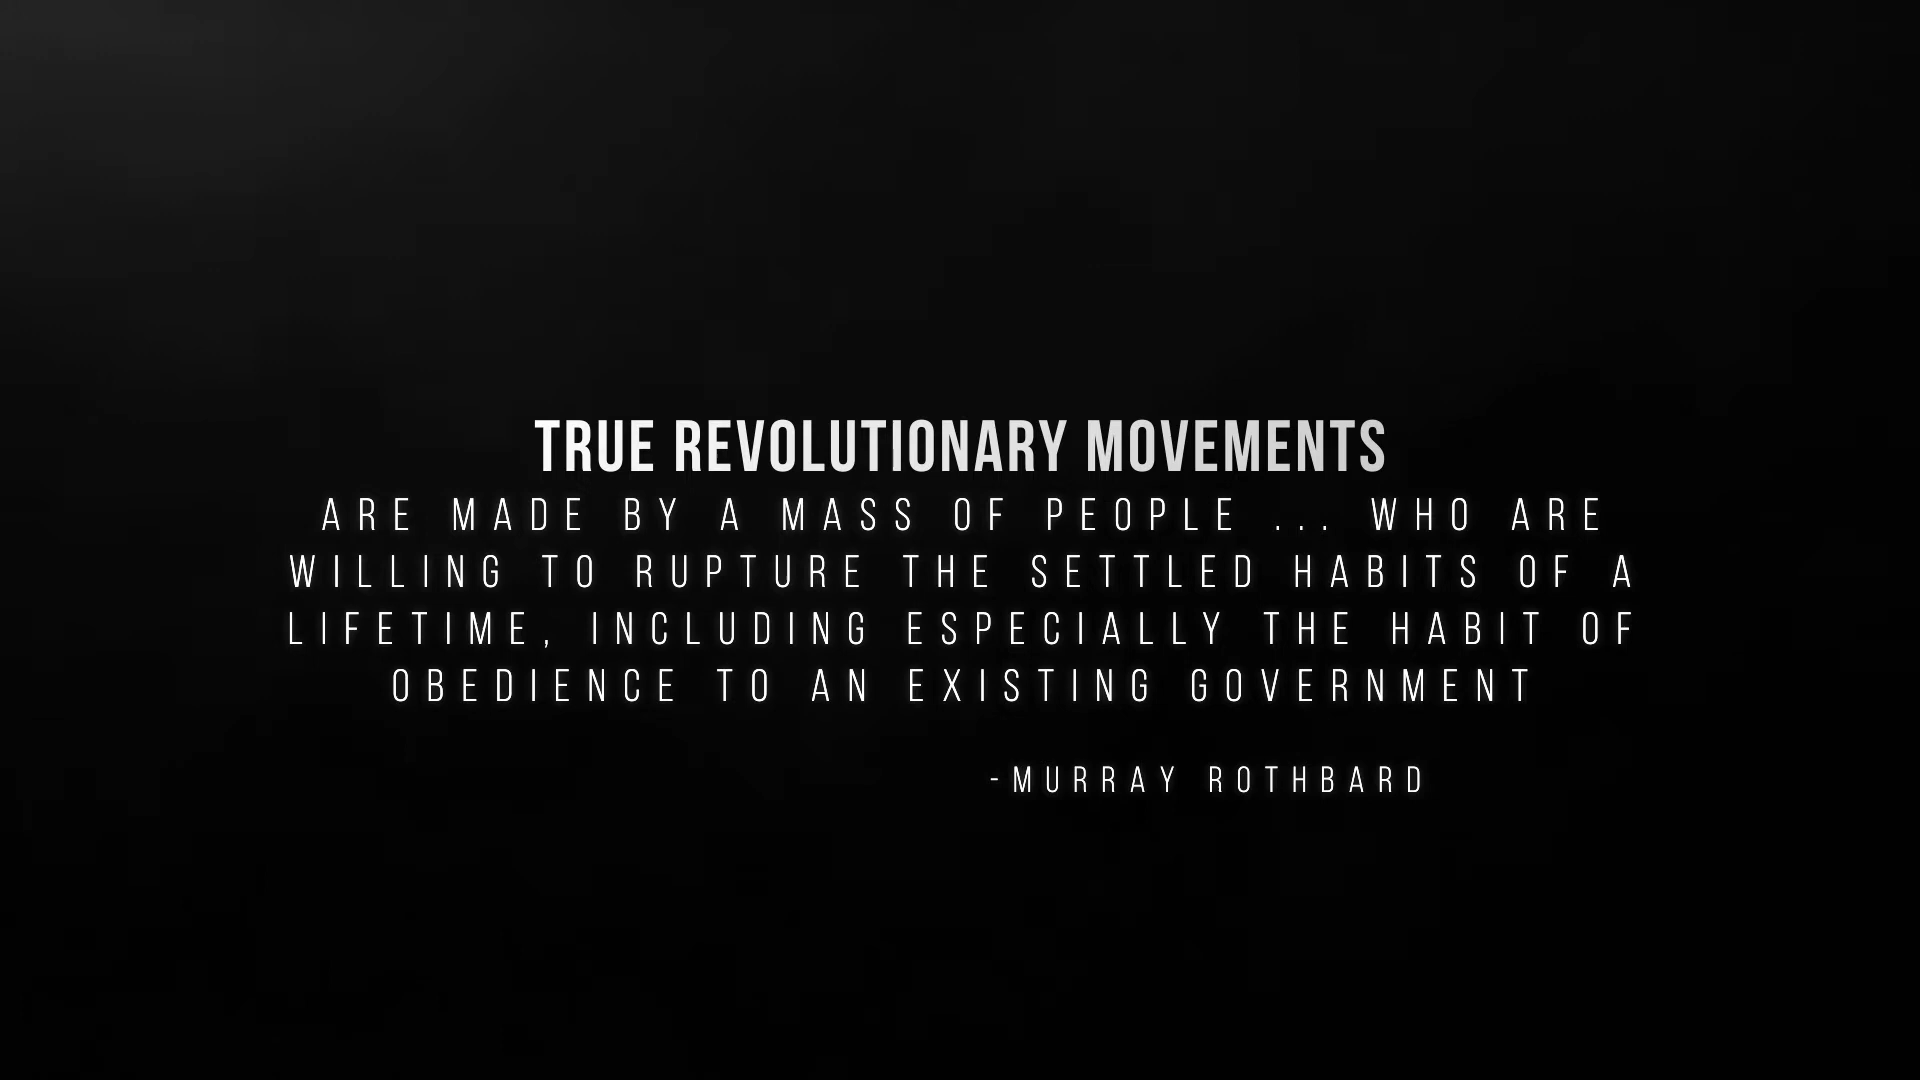 TRUE REVOLUTIONARY MOVEMENTS
ARE MADE BY A MASS OF PEOPLE ... WHO ARE
WILLING TO RUPTURE THE SETTLED HABITS OF A
LIFETIME, INCLUDING ESPECIALLY THE HABIT OF
OBEDIENCE TO AN EXISTING GOVERNMENT
-MURRAY ROTHBARD